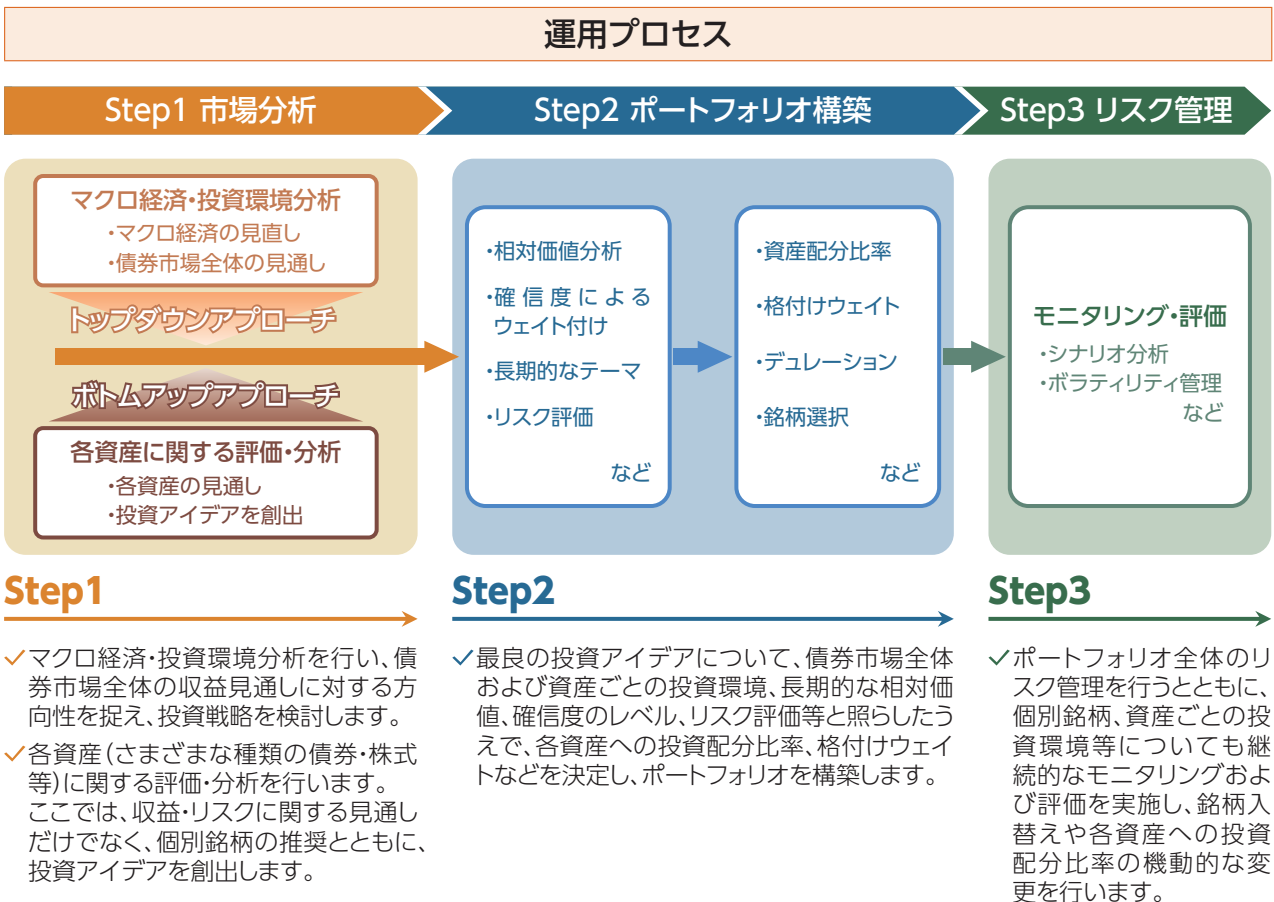 運用プロセス
Step1 市場分析
Step2 ポートフォリオ構築
Step3 リスク管理
マクロ経済・投資環境分析
・マクロ経済の見直し
・債券市場全体の見通し
トップダウンアプローチ
ボトムアップアプローチ
各資産に関する評価・分析
・各資産の見通し
・投資アイデアを創出
・相対価値分析
・確信度による
ウェイト付け
・長期的なテーマ
・リスク評価
など
・資産配分比率
・格付けウェイト
・デュレーション
・銘柄選択
など
モニタリング・評価
・シナリオ分析
・ボラティリティ管理
など
Step1
✓マクロ経済・投資環境分析を行い、債
券市場全体の収益見通しに対する方
向性を捉え、投資戦略を検討します。
✓各資産(さまざまな種類の債券・株式
等)に関する評価・分析を行います。
ここでは、収益・リスクに関する見通し
だけでなく、個別銘柄の推奨とともに、
投資アイデアを創出します。
Step2
✓最良の投資アイデアについて、債券市場全体
および資産ごとの投資環境、長期的な相対価
値、確信度のレベル、リスク評価等と照らしたう
えで、各資産への投資配分比率、格付けウェイ
トなどを決定し、ポートフォリオを構築します。
Step3
✓ポートフォリオ全体のリ
スク管理を行うとともに、
個別銘柄、資産ごとの投
資環境等についても継
続的なモニタリングおよ
び評価を実施し、銘柄入
替えや各資産への投資
配分比率の機動的な変
更を行います。